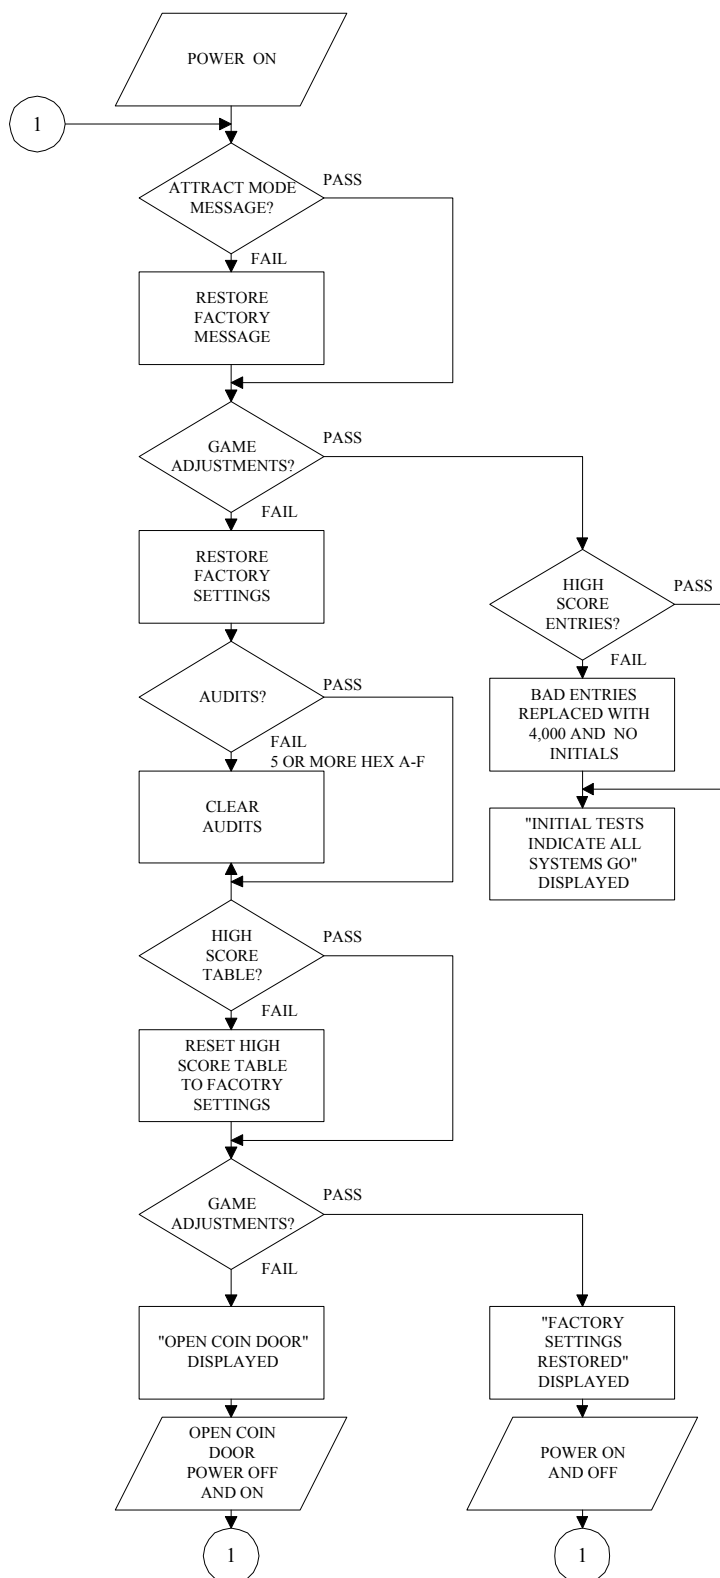 POWER ON
1
ATTRACT MODE
MESSAGE?
PASS
FAIL
RESTORE
FACTORY
MESSAGE
GAME
ADJUSTMENTS?
PASS
FAIL
RESTORE
FACTORY
SETTINGS
HIGH
SCORE
ENTRIES?
PASS
FAIL
BAD ENTRIES
REPLACED WITH
4,000 AND NO
INITIALS
"INITIAL TESTS
INDICATE ALL
SYSTEMS GO"
DISPLAYED
AUDITS?
PASS
FAIL
5 OR MORE HEX A-F
CLEAR
AUDITS
HIGH
SCORE
TABLE?
PASS
FAIL
RESET HIGH
SCORE TABLE
TO FACOTRY
SETTINGS
GAME
ADJUSTMENTS?
PASS
FAIL
"OPEN COIN DOOR"
DISPLAYED
OPEN COIN
DOOR
POWER OFF
AND ON
1
"FACTORY
SETTINGS
RESTORED"
DISPLAYED
POWER ON
AND OFF
1